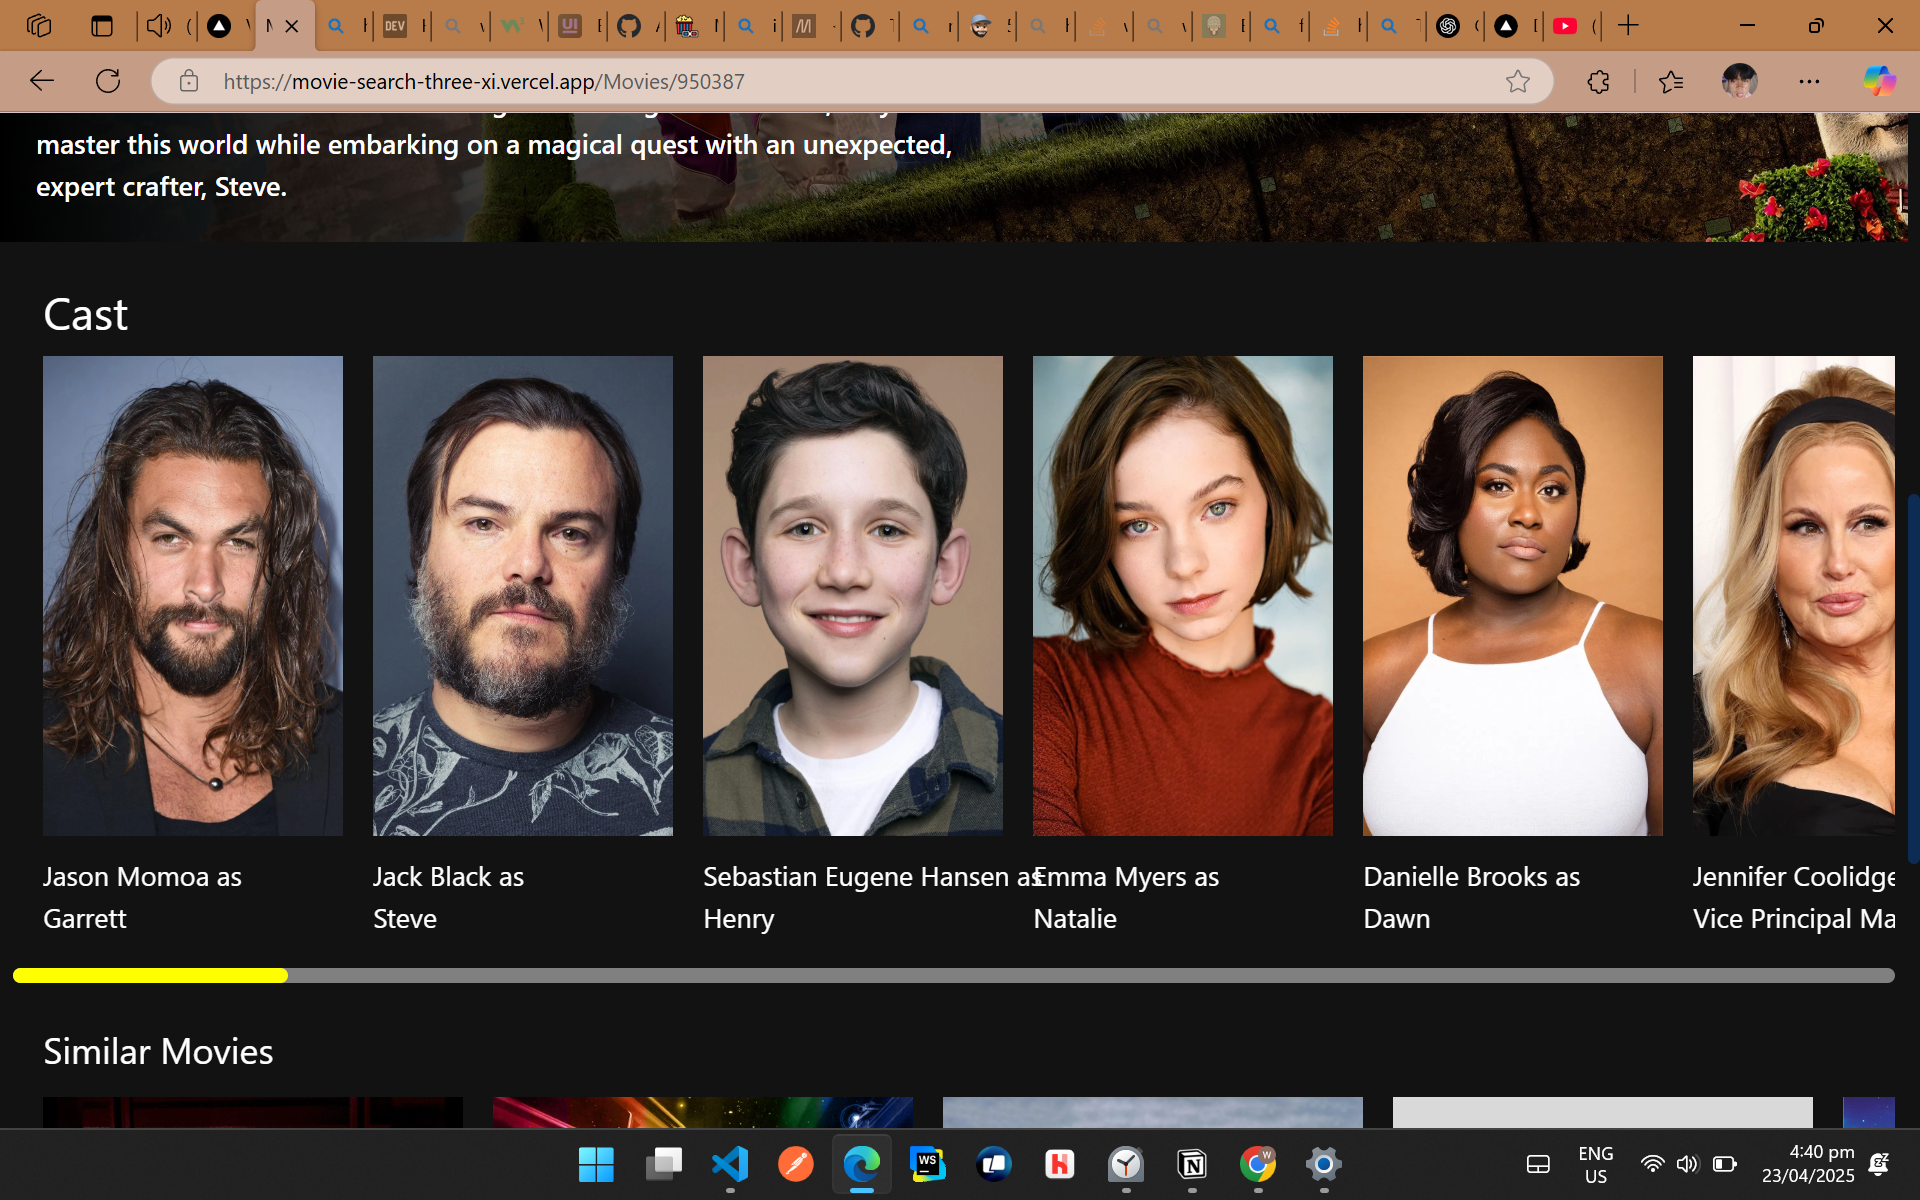 https://movie-search-three-xi.vercel.app/Movies/950387
master this world while embarking on a magical quest with an unexpected,
expert crafter, Steve.
Cast
Jason Momoa as
Garrett
Jack Black as
Steve
Sebastian Eugene Hansen as
Henry
Emma Myers as
Natalie
Danielle Brooks as
Dawn
Jennifer Coolidge
Vice Principal Ma
Similar Movies
ENG
US
4:40 pm
23/04/2025